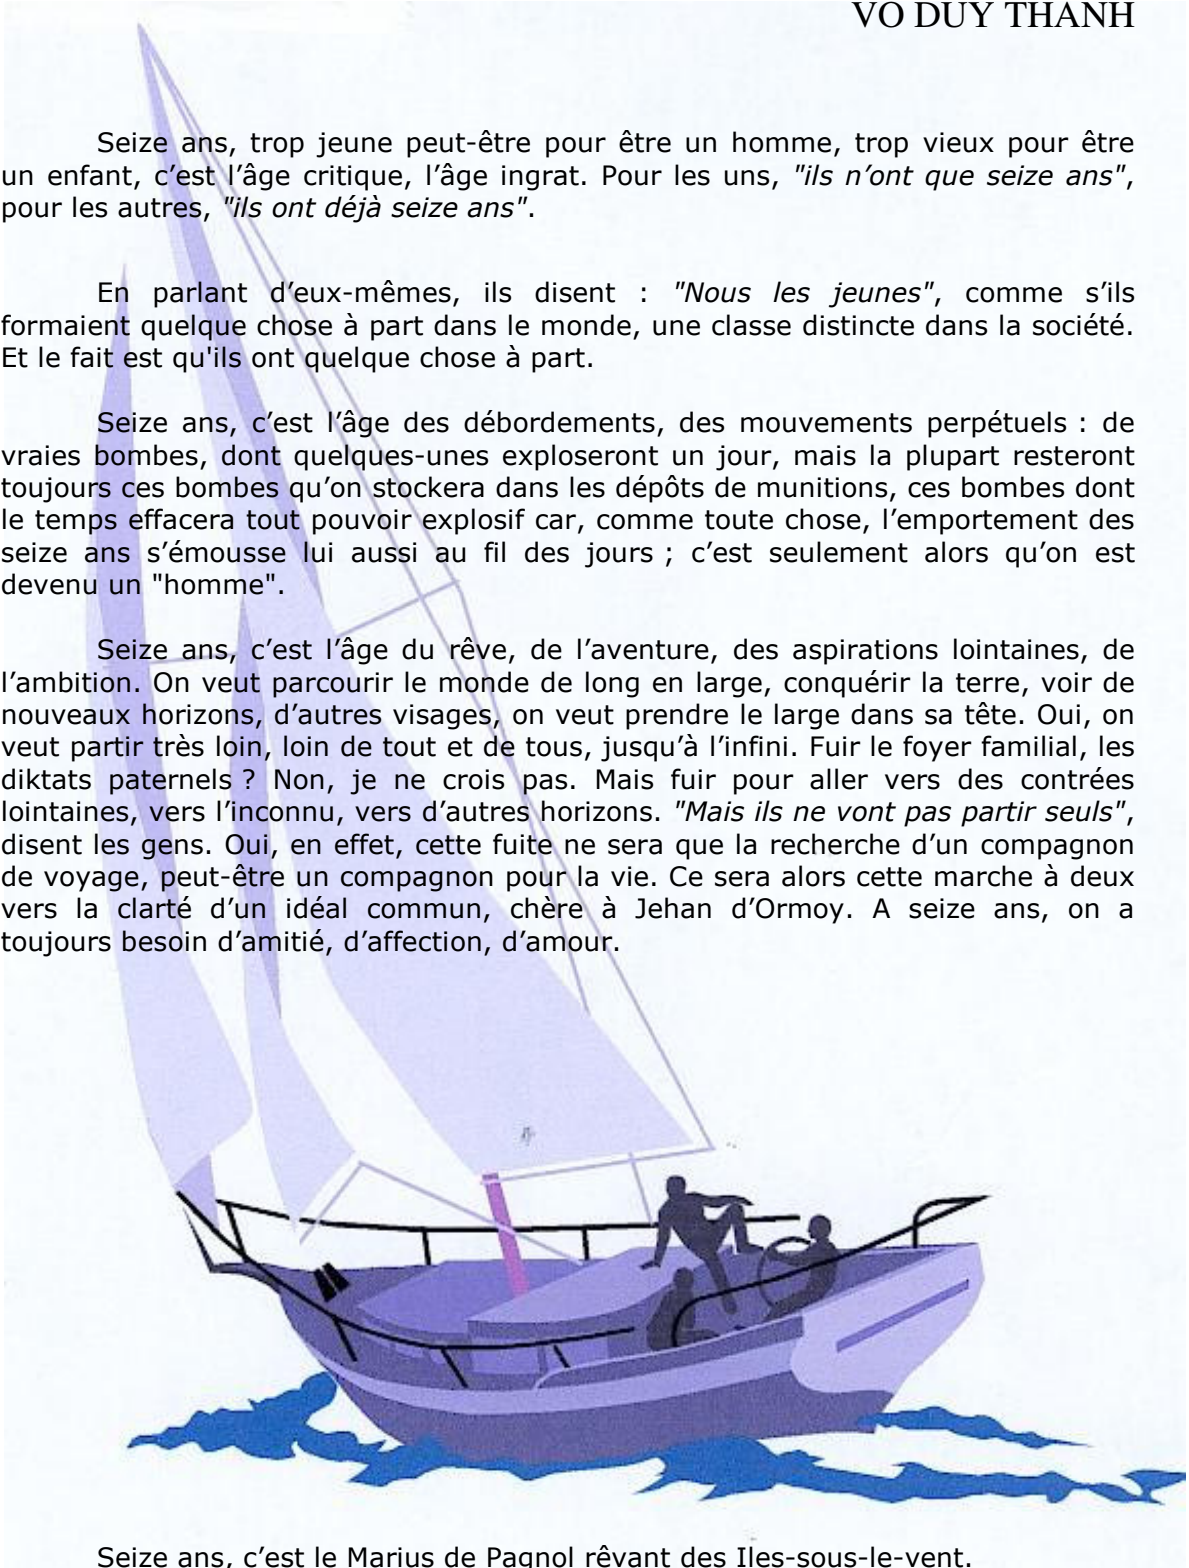 VO DUY THANH
Seize ans, trop jeune peut-être pour être un homme, trop vieux pour être
un enfant, c’est l’âge critique, l’âge ingrat. Pour les uns, "ils n’ont que seize ans",
pour les autres, "ils ont déjà seize ans".
En parlant d’eux-mêmes, ils disent : "Nous les jeunes", comme s’ils
formaient quelque chose à part dans le monde, une classe distincte dans la société.
Et le fait est qu'ils ont quelque chose à part.
Seize ans, c’est l’âge des débordements, des mouvements perpétuels : de
vraies bombes, dont quelques-unes exploseront un jour, mais la plupart resteront
toujours ces bombes qu’on stockera dans les dépôts de munitions, ces bombes dont
le temps effacera tout pouvoir explosif car, comme toute chose, l’emportement des
seize ans s’émousse lui aussi au fil des jours ; c’est seulement alors qu’on est
devenu un "homme".
Seize ans, c’est l’âge du rêve, de l’aventure, des aspirations lointaines, de
l’ambition. On veut parcourir le monde de long en large, conquérir la terre, voir de
nouveaux horizons, d’autres visages, on veut prendre le large dans sa tête. Oui, on
veut partir très loin, loin de tout et de tous, jusqu’à l’infini. Fuir le foyer familial, les
diktats paternels ? Non, je ne crois pas. Mais fuir pour aller vers des contrées
lointaines, vers l’inconnu, vers d’autres horizons. "Mais ils ne vont pas partir seuls",
disent les gens. Oui, en effet, cette fuite ne sera que la recherche d’un compagnon
de voyage, peut-être un compagnon pour la vie. Ce sera alors cette marche à deux
vers la clarté d’un idéal commun, chère à Jehan d’Ormoy. A seize ans, on a
toujours besoin d’amitié, d’affection, d’amour.
Seize ans, c’est le Marius de Pagnol rêvant des Iles-sous-le-vent.